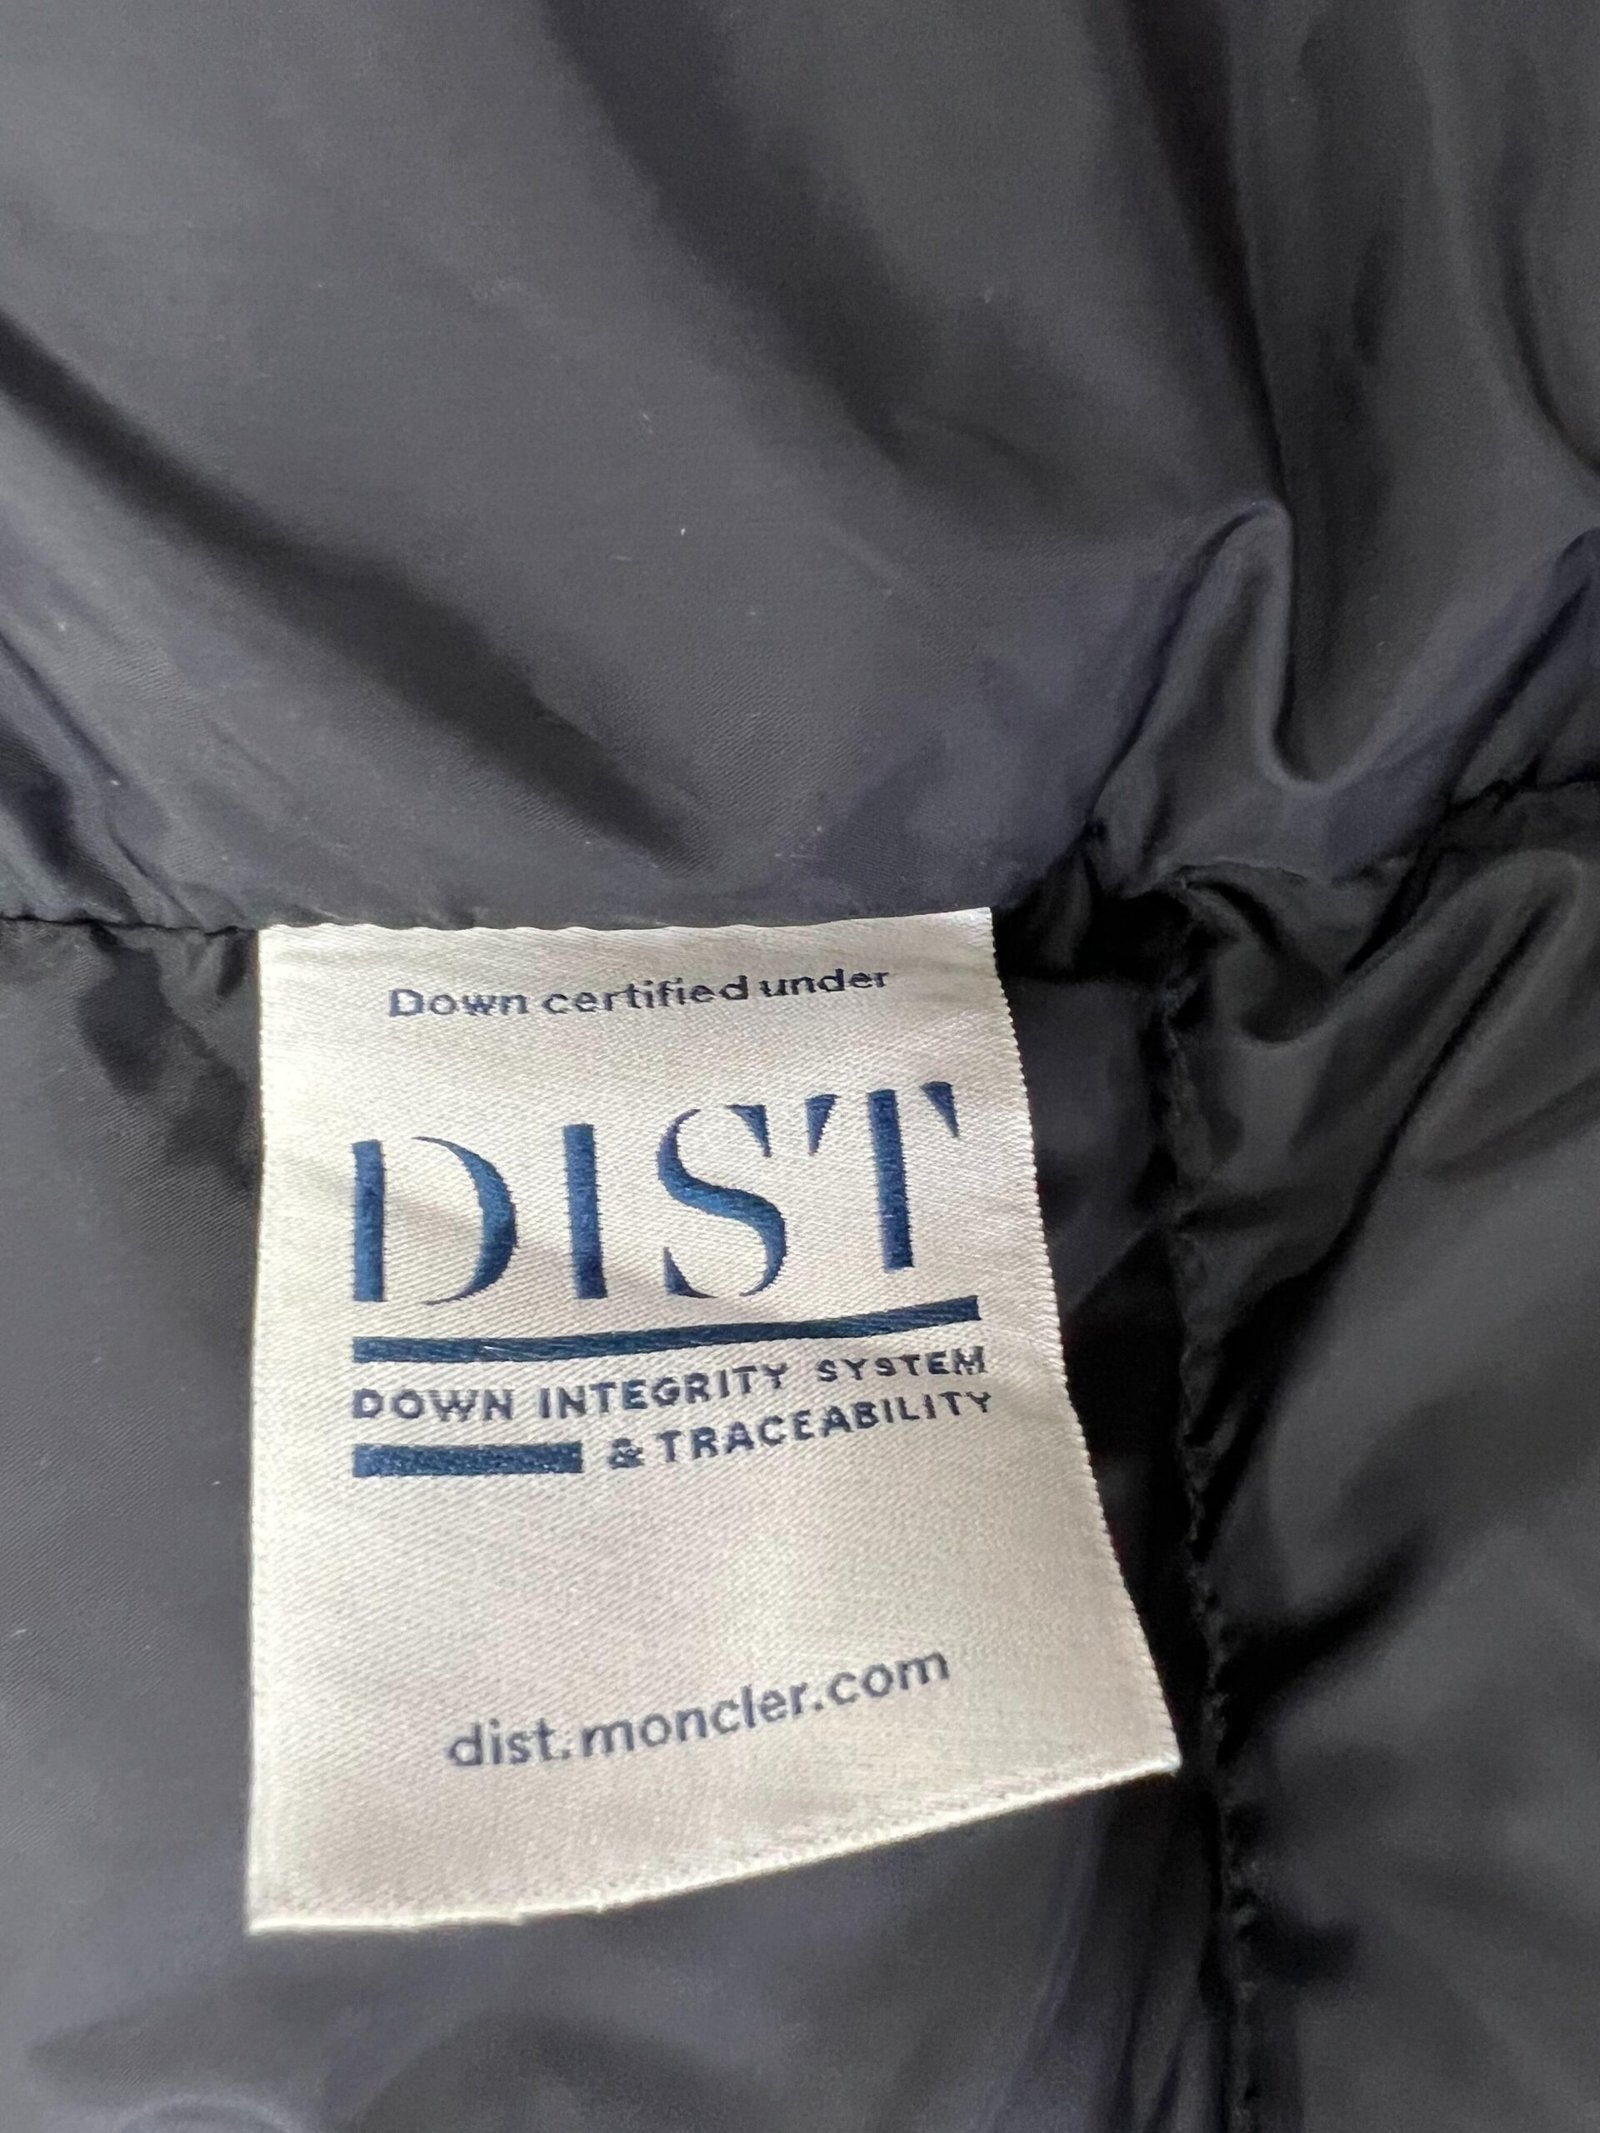 Down certified under
DIST
DOWN INTEGRITY SYSTEM
& TRACEABILITY
dist.moncler.com